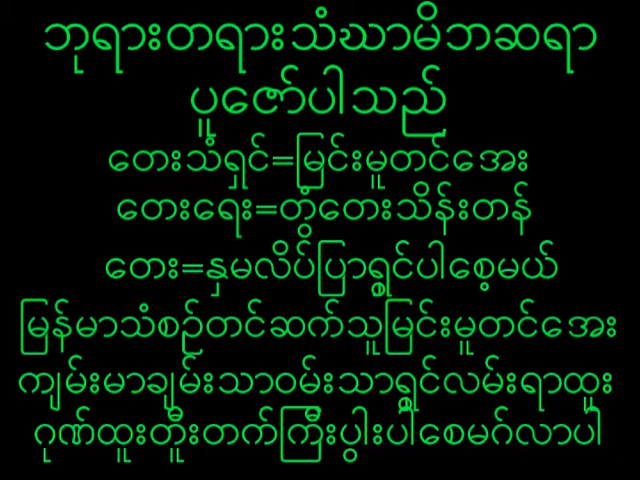 ဘုရားတရားသံဃာမိဘဆရာ
ပူဇော်ပါသည်
တေးသံရှင်=မြင်းမူတင်အေး
တေးရေး=တွံတေးသိန်းတန်
တေး=နှမလိပ်ပြာရွှင်ပါစေ့မယ်
မြန်မာသံစဉ်တင်ဆက်သူမြင်းမူတင်အေး
ကျမ်းမာချမ်းသာဝမ်းသာရွှင်လမ်းရာထူး
ဂုဏ်ထူးတိူးတက်ကြီးပွါးပါစေမင်္ဂလာပါ